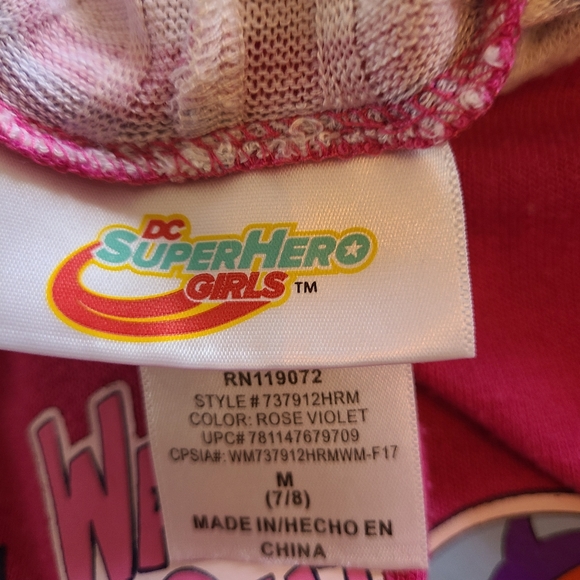 DC
SUPERHERO
GIRLS ™
RN119072
STYLE # 737912HRM
COLOR: ROSE VIOLET
UPC# 781147679709
CPSIA#: WM737912HRMWM-F17
M
(7/8)
MADE IN/HECHO EN
CHINA